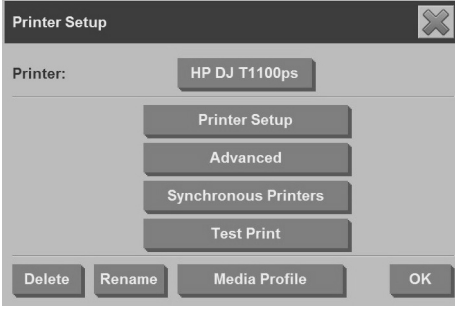 Printer Setup
Printer: HP DJ T1100ps
Printer Setup
Advanced
Synchronous Printers
Test Print
Delete Rename Media Profile OK